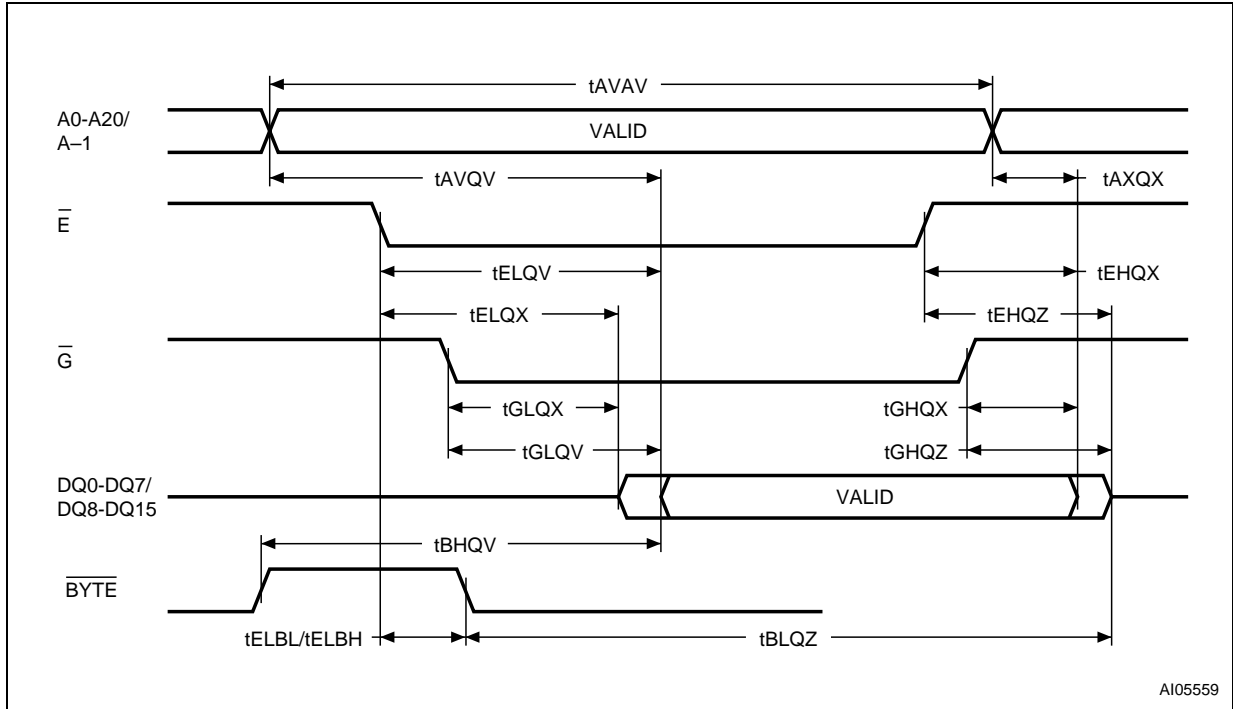 tAVAV
A0-A20/
A–1
VALID
tAVQV
tAXQX
E
tELQV
tEHQX
tELQX
tEHQZ
G
tGLQX
tGHQX
tGLQV
tGHQZ
DQ0-DQ7/
DQ8-DQ15
VALID
tBHQV
BYTE
tELBL/tELBH
tBLQZ
AI05559